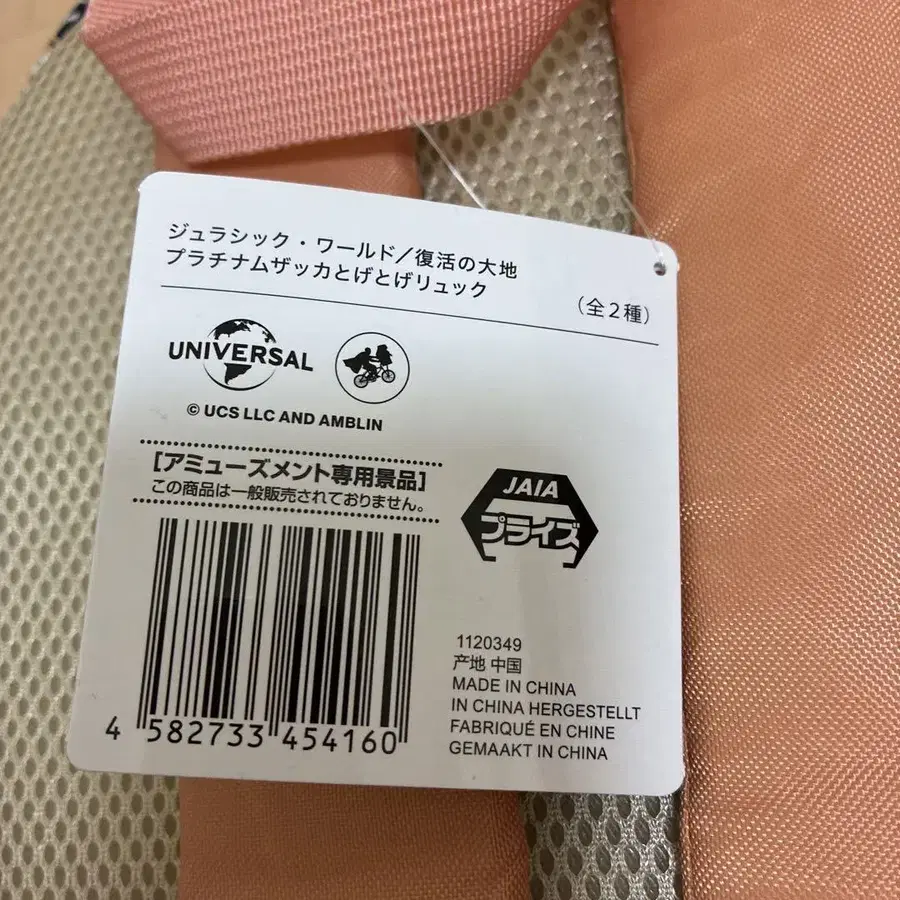 ジュラシック・ワールド／復活の大地
プラチナムザッカとげとげリュック
（全2種）
UNIVERSAL
© UCS LLC AND AMBLIN
[アミューズメント専用景品]
この商品は一般販売されておりません。
JAIA
プライズ
4 582733 454160
1120349
产地 中国
MADE IN CHINA
IN CHINA HERGESTELLT
FABRIQUÉ EN CHINE
GEMAAKT IN CHINA